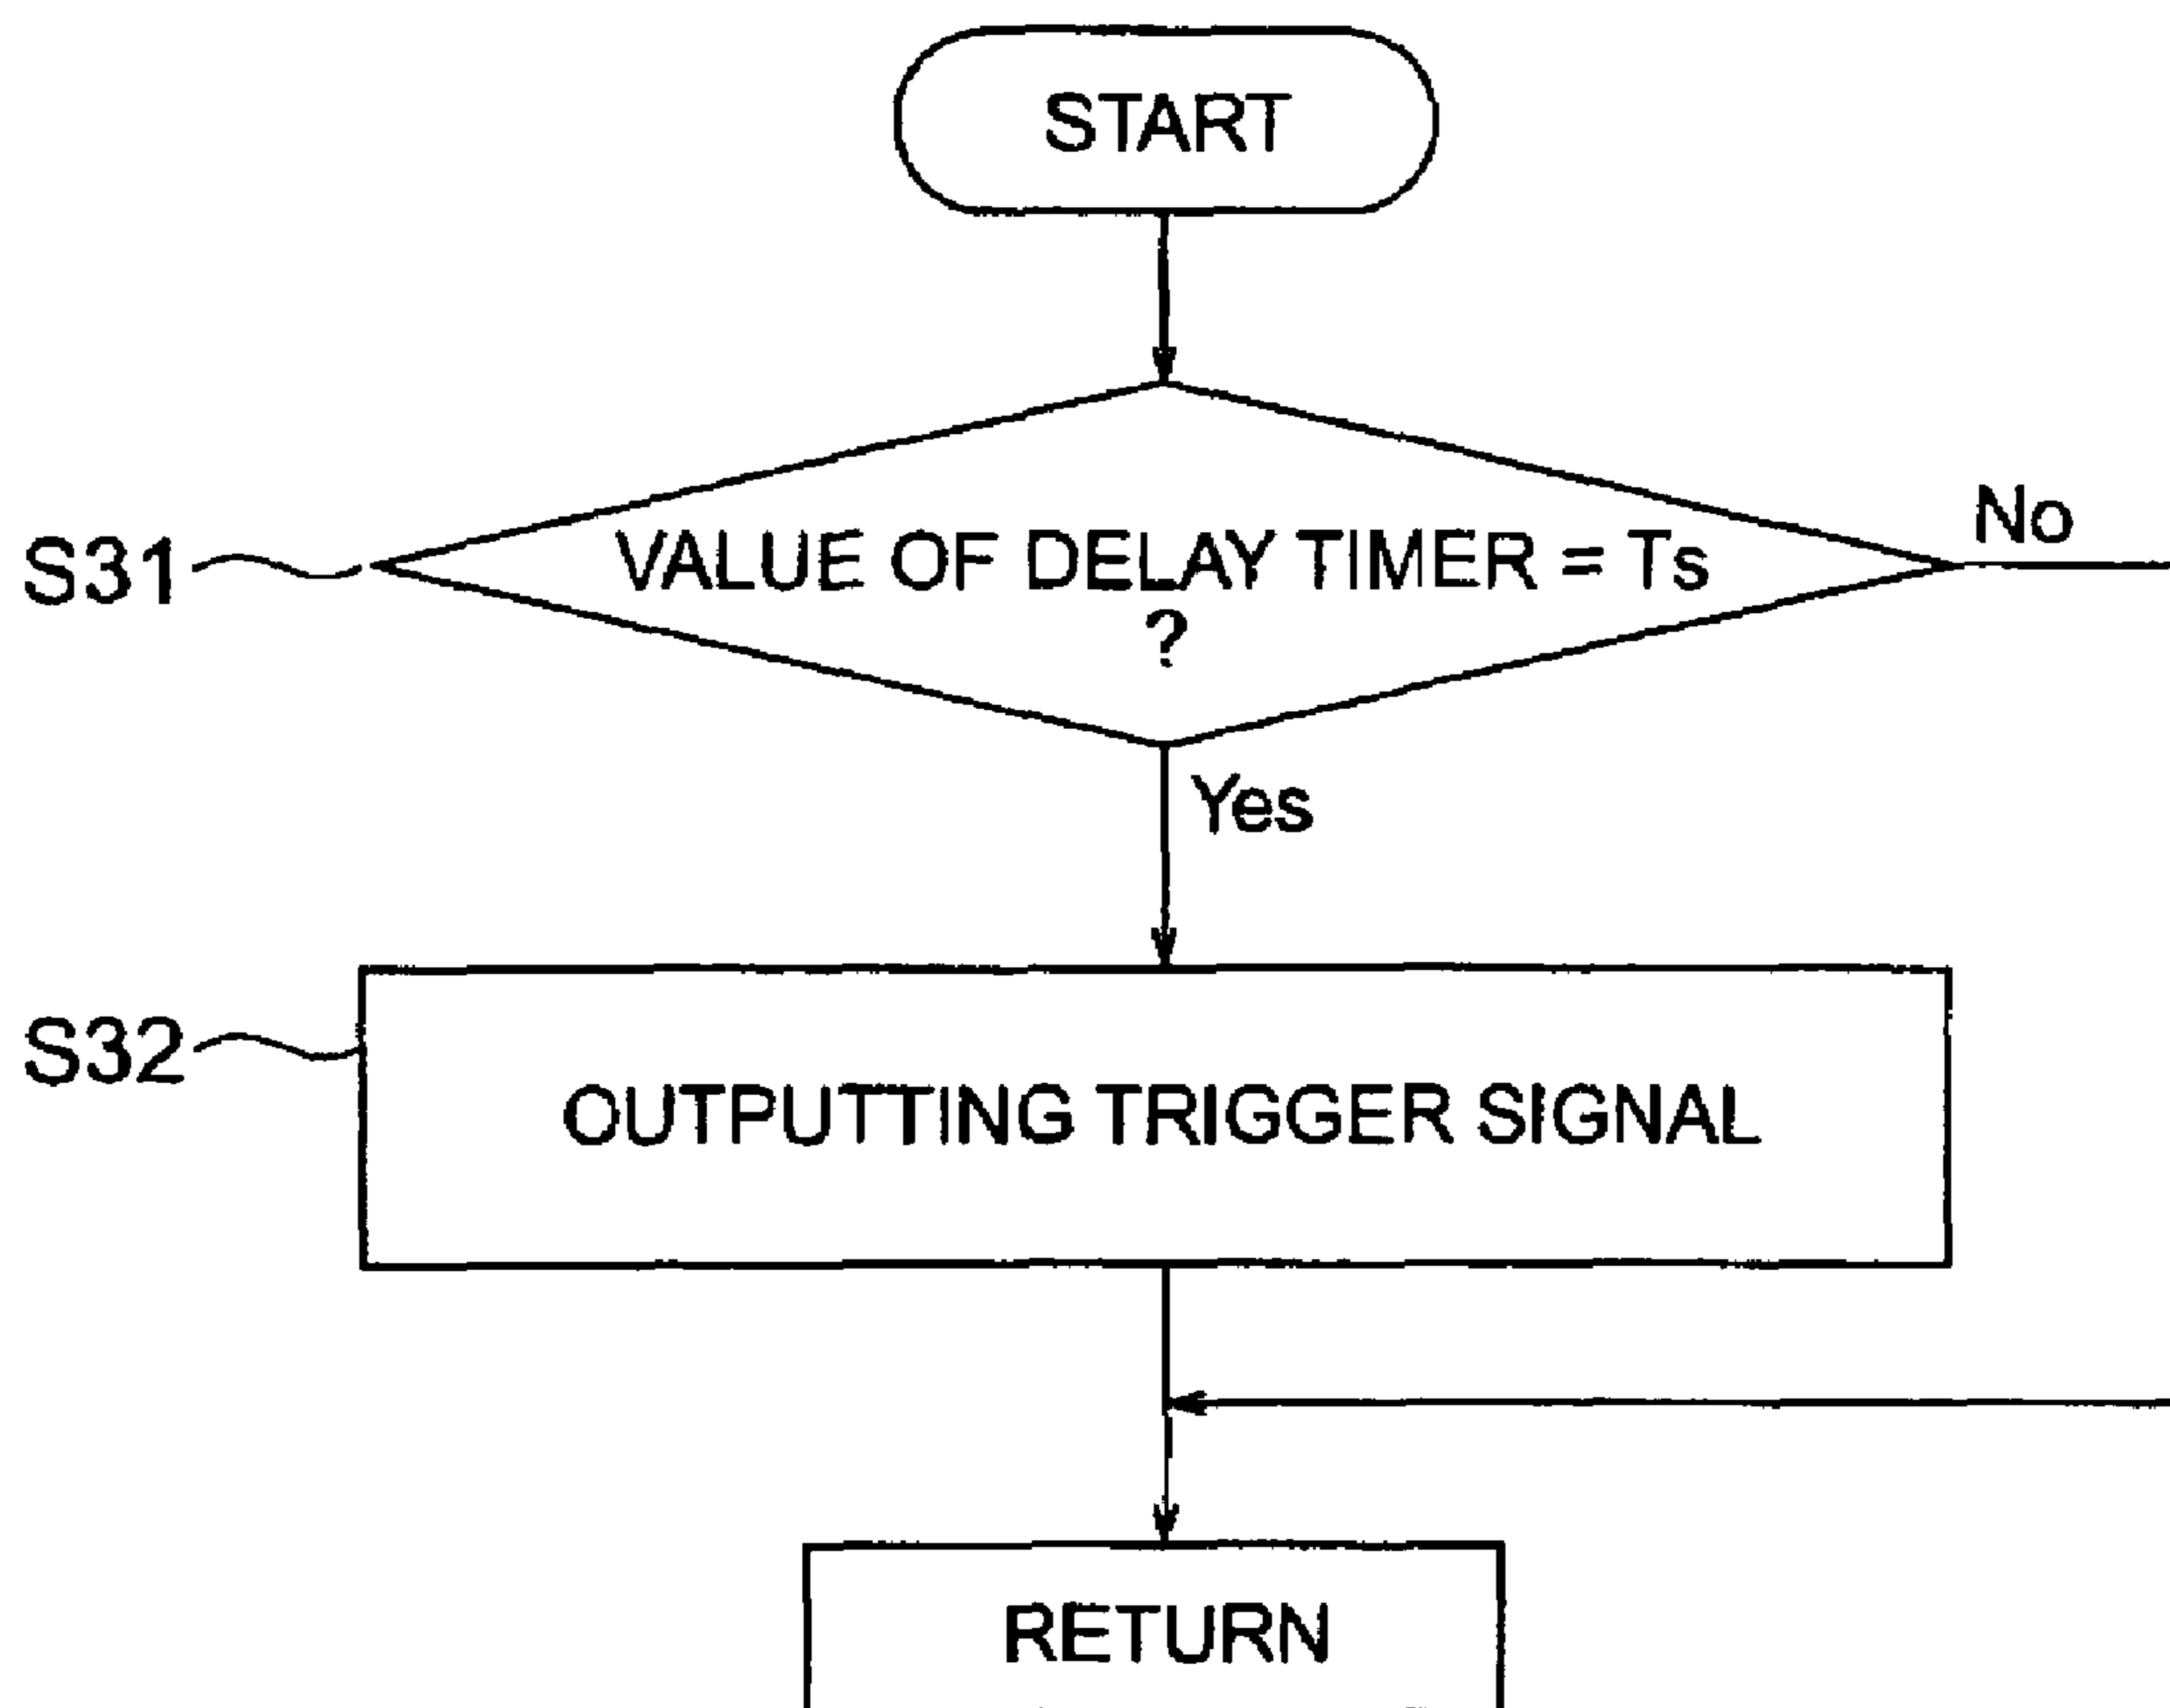 START
S31
VALUE OF DELAY TIMER = Ts
?
No
Yes
S32
OUTPUTTING TRIGGER SIGNAL
RETURN